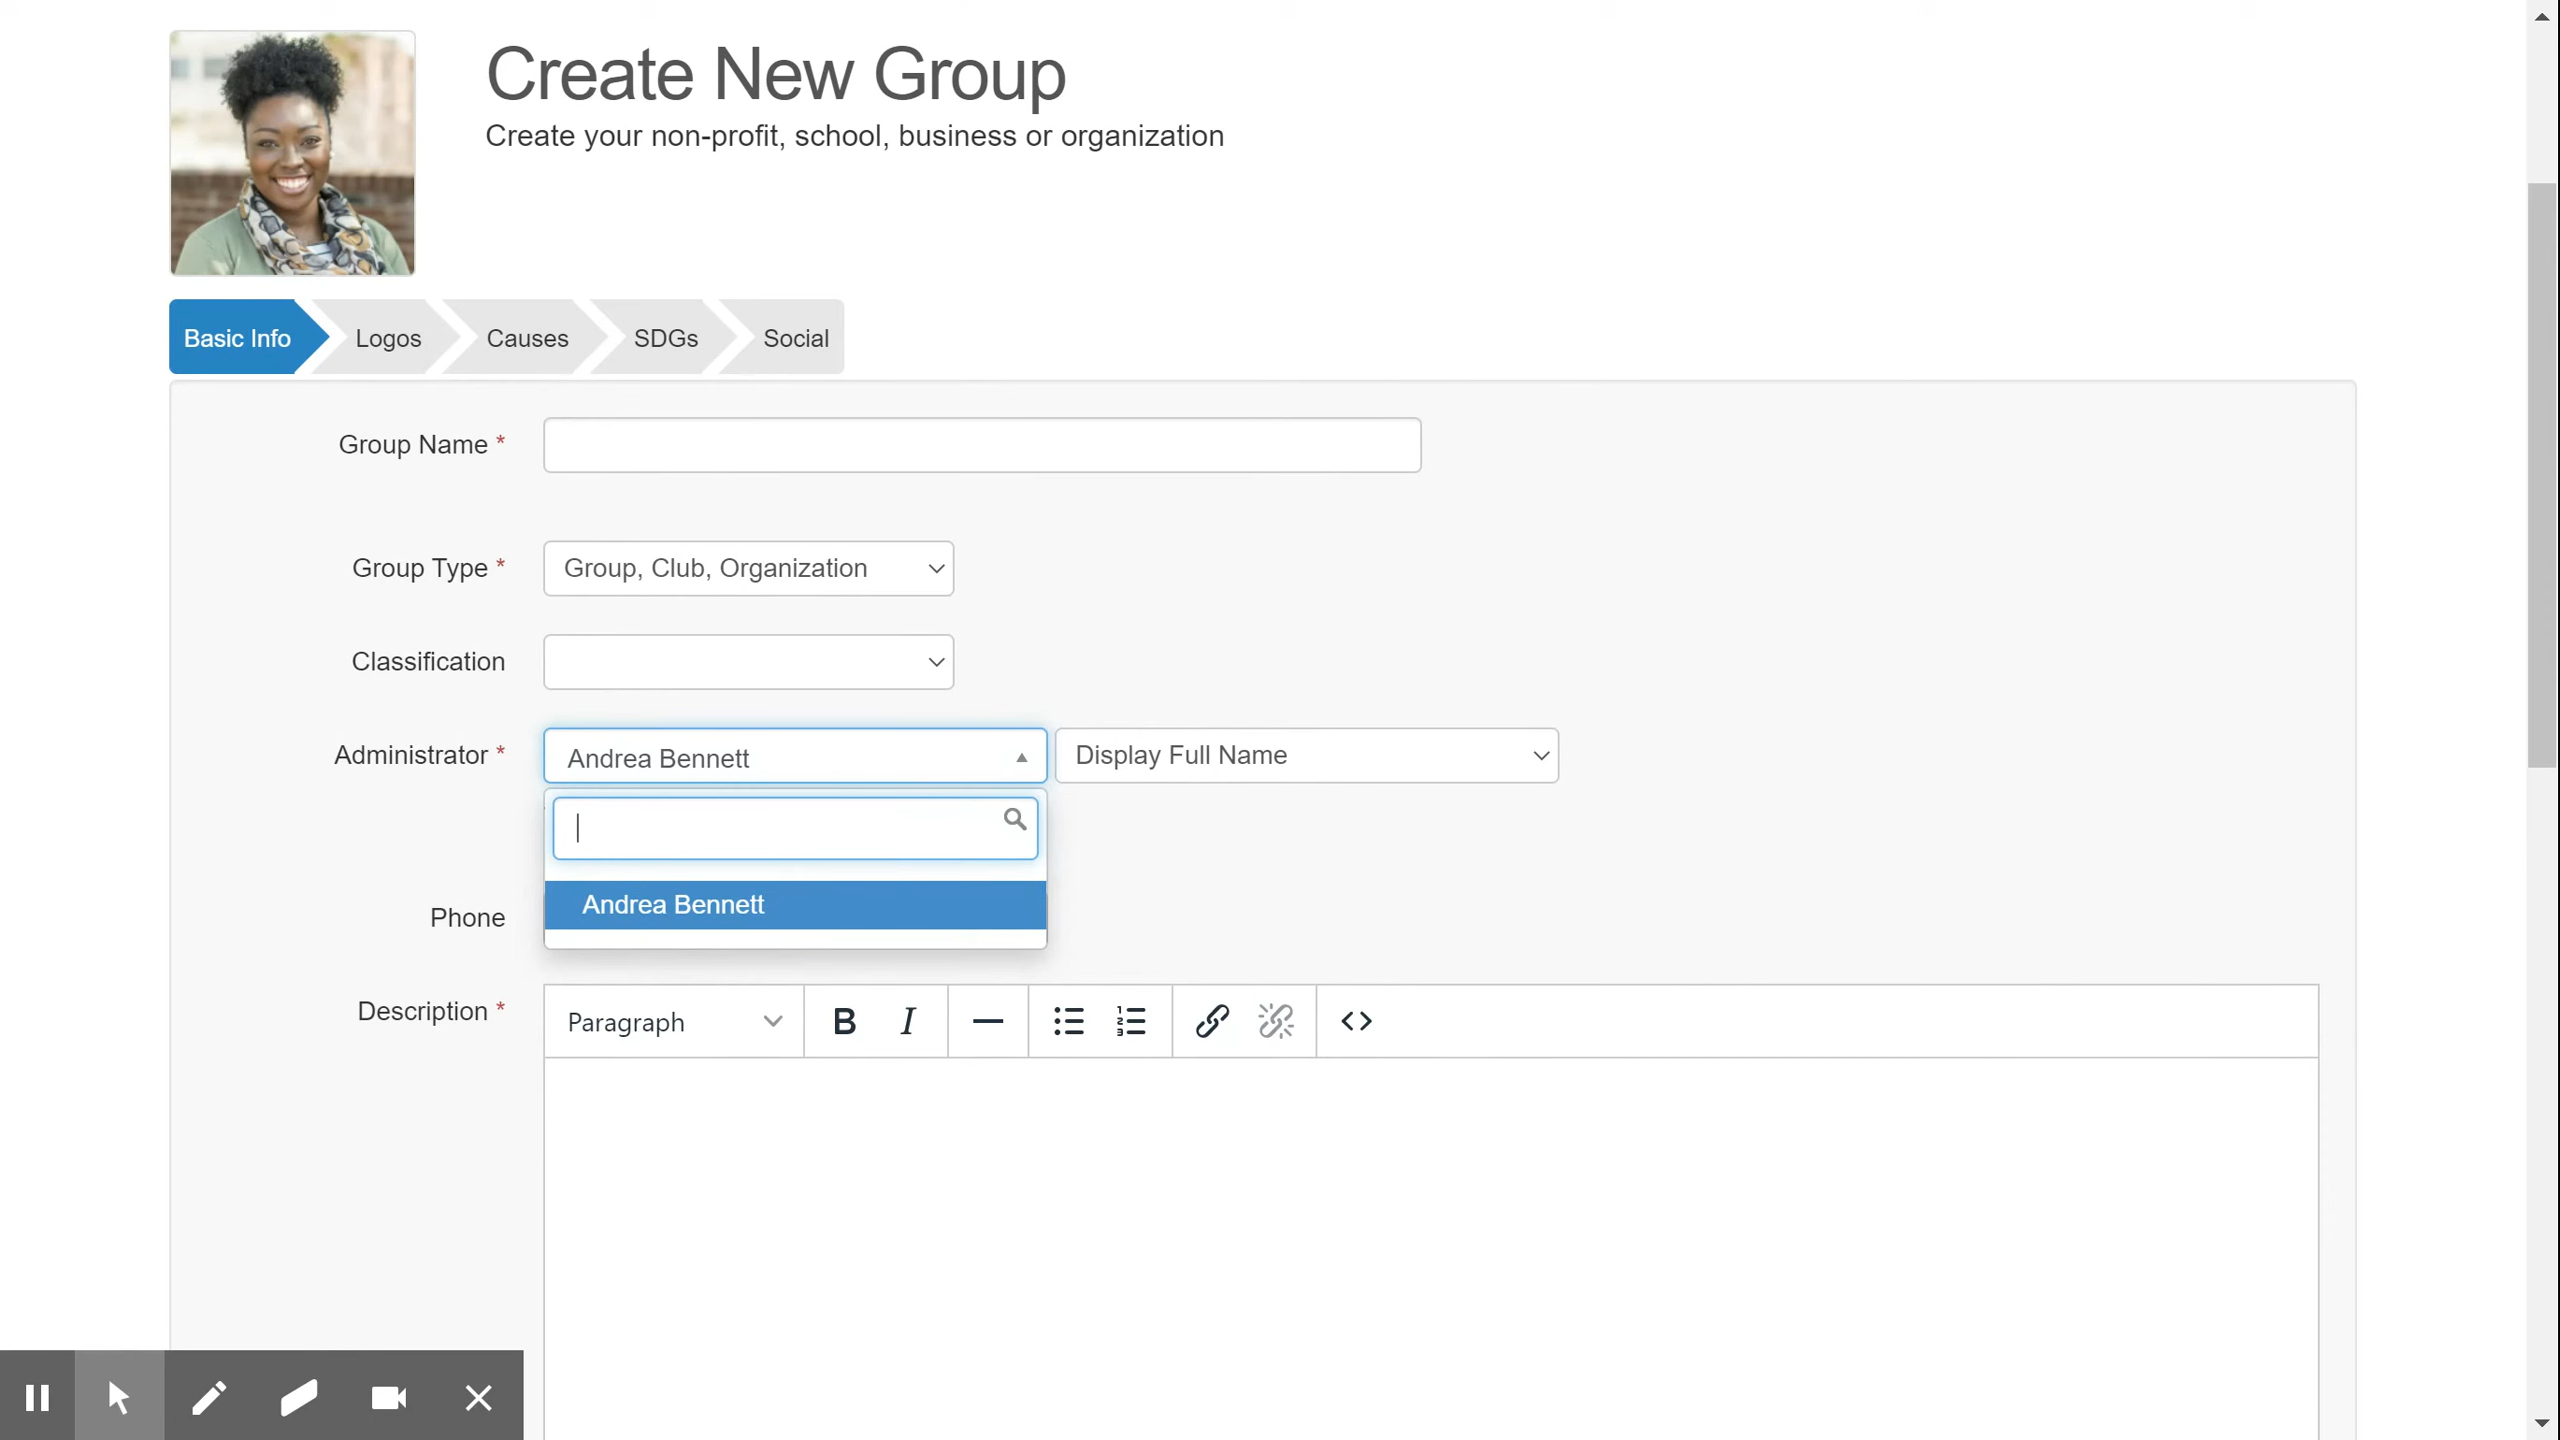 Create New Group
Create your non-profit, school, business or organization
Basic Info
Logos
Causes
SDGs
Social
Group Name *
Group Type *
Group, Club, Organization
Classification
Administrator *
Andrea Bennett
Display Full Name
Andrea Bennett
Phone
Description *
Paragraph
B
I